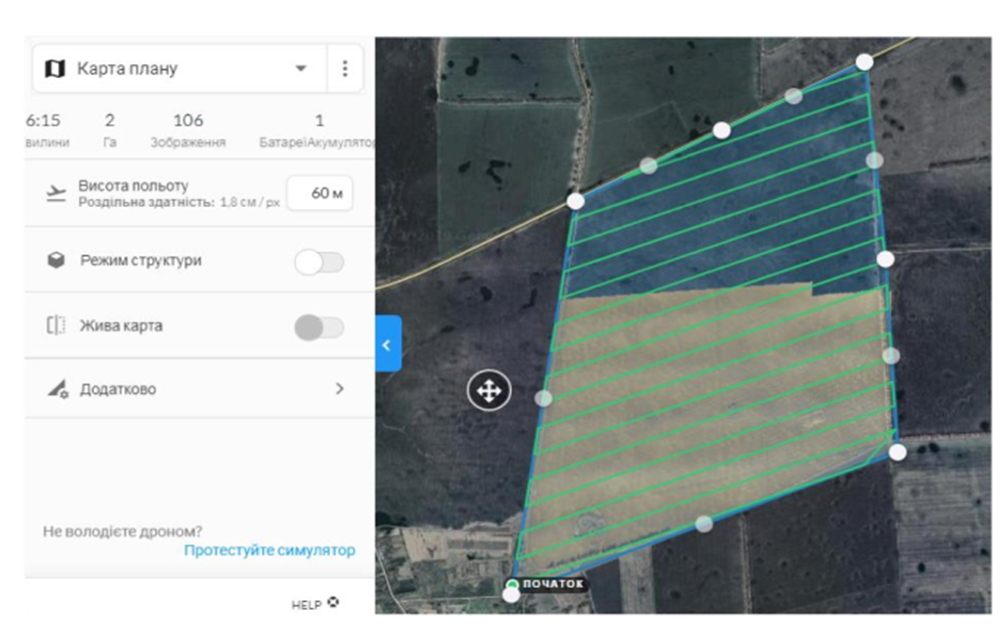 Карта плану
6:15 2 106 1
вилини Га Зображення БатареїАкумулятор
Висота польоту
60 м
Роздільна здатність: 1,8 см / px
Режим структури
Жива карта
Додатково
Не володієте дроном?
Протестуйте симулятор
HELP
ПОЧАТОК